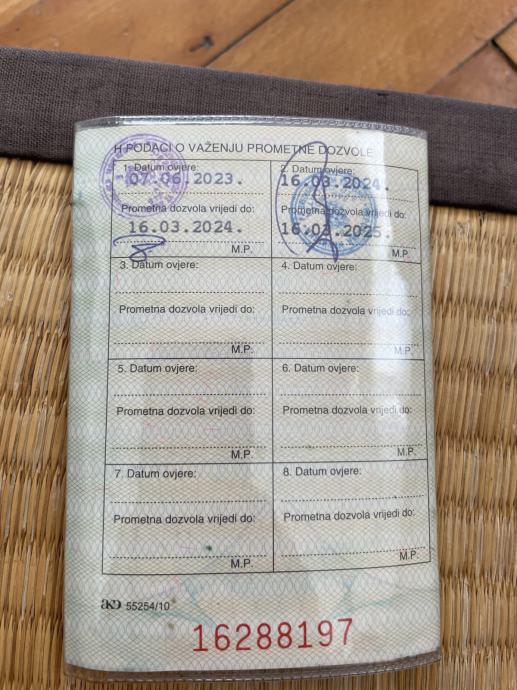 H PODACI O VAŽENJU PROMETNE DOZVOLE
1. Datum ovjere:
07.06.2023.
Prometna dozvola vrijedi do:
16.03.2024.
M.P.
2. Datum ovjere:
16.03.2024.
Prometna dozvola vrijedi do:
16.03.2025.
M.P.
3. Datum ovjere:
Prometna dozvola vrijedi do:
M.P.
4. Datum ovjere:
Prometna dozvola vrijedi do:
M.P.
5. Datum ovjere:
Prometna dozvola vrijedi do:
M.P.
6. Datum ovjere:
Prometna dozvola vrijedi do:
M.P.
7. Datum ovjere:
Prometna dozvola vrijedi do:
M.P.
8. Datum ovjere:
Prometna dozvola vrijedi do:
M.P.
AKD 55254/10
16288197